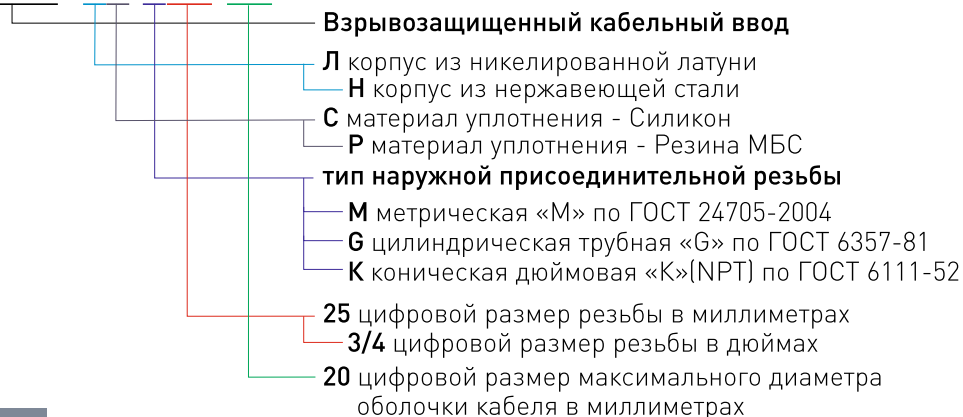 Взрывозащищенный кабельный ввод
Л корпус из никелированной латуни
Н корпус из нержавеющей стали
С материал уплотнения - Силикон
Р материал уплотнения - Резина МБС
тип наружной присоединительной резьбы
М метрическая «М» по ГОСТ 24705-2004
G цилиндрическая трубная «G» по ГОСТ 6357-81
К коническая дюймовая «К»(NPT) по ГОСТ 6111-52
25 цифровой размер резьбы в миллиметрах
3/4 цифровой размер резьбы в дюймах
20 цифровой размер максимального диаметра
оболочки кабеля в миллиметрах